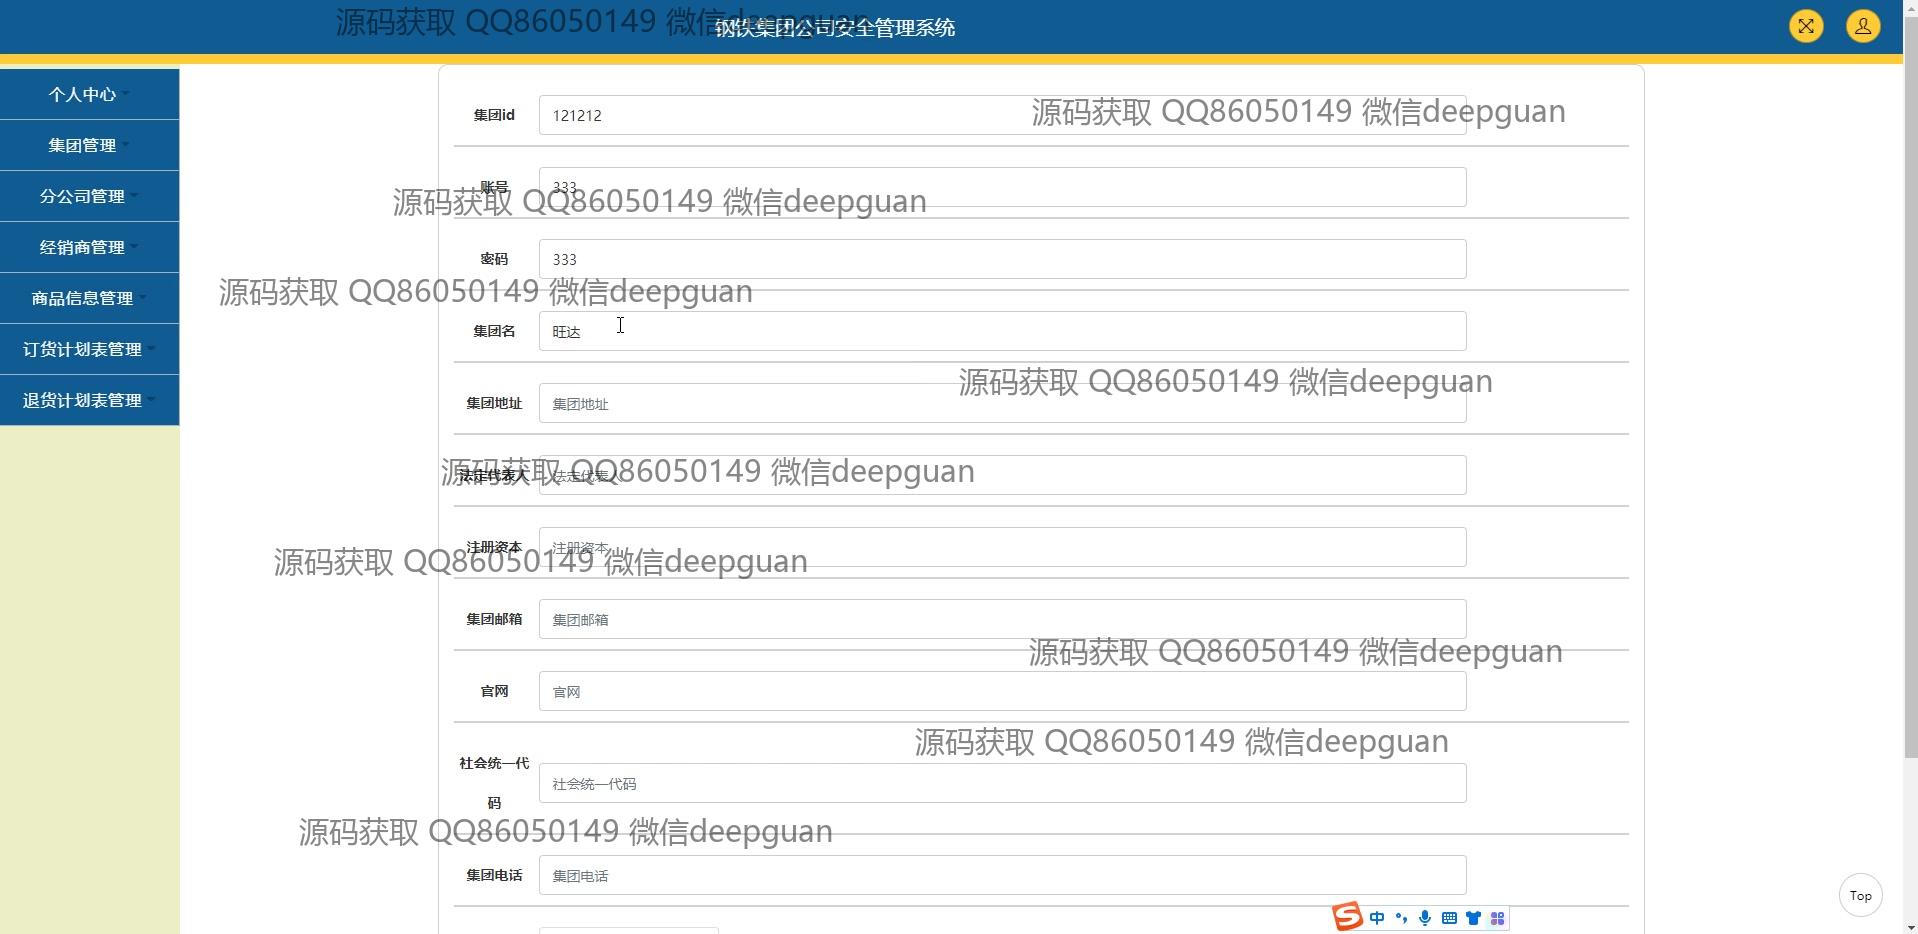 源码获取 QQ86050149 微信deepguan
钢铁集团公司安全管理系统
个人中心
集团管理
分公司管理
经销商管理
商品信息管理
订货计划表管理
退货计划表管理
集团id
121212
源码获取 QQ86050149 微信deepguan
账号
333
源码获取 QQ86050149 微信deepguan
密码
333
源码获取 QQ86050149 微信deepguan
集团名
旺达
源码获取 QQ86050149 微信deepguan
集团地址
集团地址
源码获取 QQ86050149 微信deepguan
法定代表人
法定代表人
注册资本
注册资本
源码获取 QQ86050149 微信deepguan
集团邮箱
集团邮箱
源码获取 QQ86050149 微信deepguan
官网
官网
源码获取 QQ86050149 微信deepguan
社会统一代
码
社会统一代码
源码获取 QQ86050149 微信deepguan
集团电话
集团电话
Top
S 中